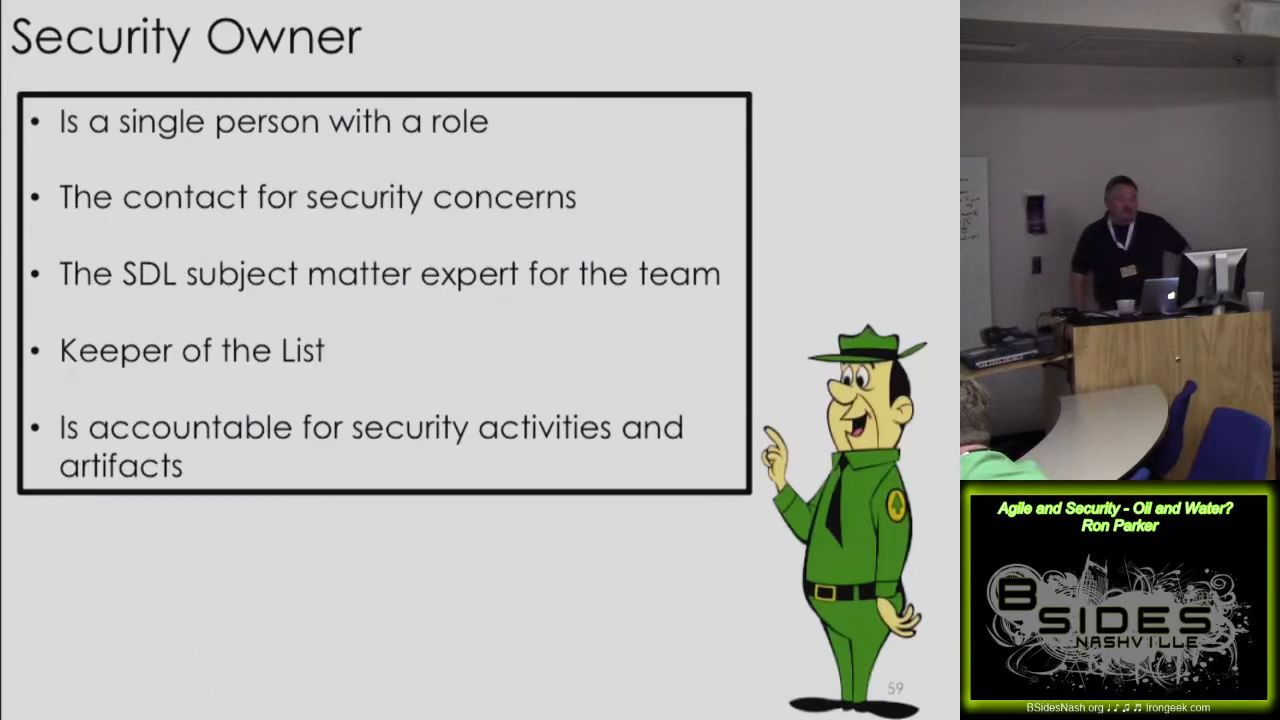 Security Owner
• Is a single person with a role
• The contact for security concerns
• The SDL subject matter expert for the team
• Keeper of the List
• Is accountable for security activities and
artifacts
59
Agile and Security - Oil and Water?
Ron Parker
BSIDES
NASHVILLE
BSidesNash.org ♩♪♫♬ Irongeek.com